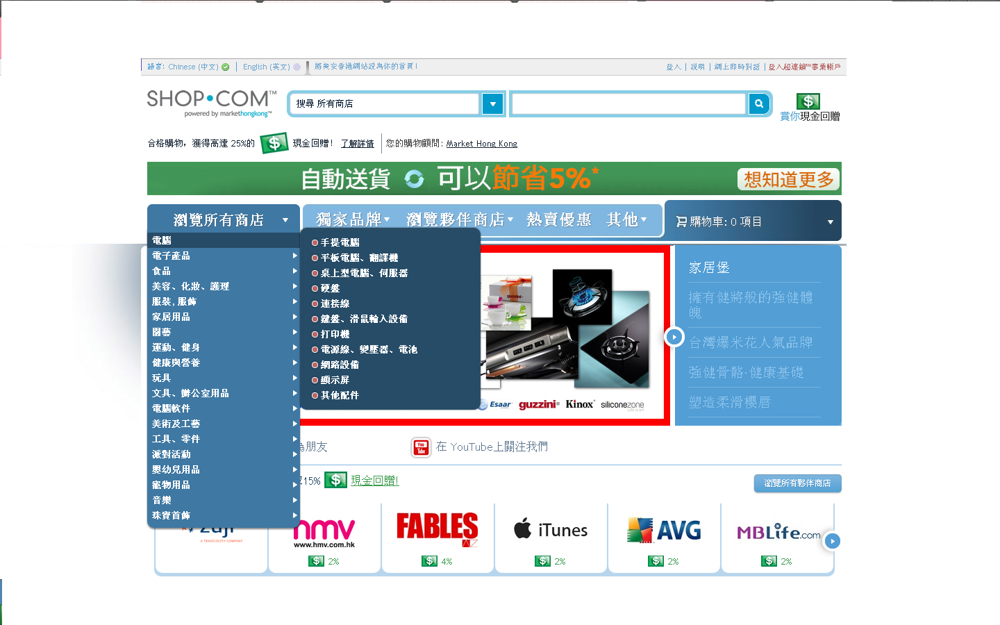 語言: Chinese (中文) English (英文) 將美安香港網站設為你的首頁!
登入 | 說明 | 網上即時對話 | 登入超連鎖™事業帳戶
SHOP•COM™
powered by markethongkong™
搜尋 所有商店
賞你現金回贈
合格購物，獲得高達 25%的 現金回贈! 了解詳情 您的購物顧問: Market Hong Kong
自動送貨 可以節省5%* 想知道更多
瀏覽所有商店 獨家品牌 瀏覽夥伴商店 熱賣優惠 其他 購物車: 0 項目
電腦
電子產品
食品
美容、化妝、護理
服裝,服飾
家居用品
園藝
運動、健身
健康與營養
玩具
文具、辦公室用品
電腦軟件
美術及工藝
工具、零件
派對活動
嬰幼兒用品
寵物用品
音樂
珠寶首飾
手提電腦
平板電腦、翻譯機
桌上型電腦、伺服器
硬盤
連接線
鍵盤、滑鼠輸入設備
打印機
電源線、變壓器、電池
網路設備
顯示屏
其他配件
guzzini
Esaar guzzini Kinox siliconezone
家居堡
擁有健將般的強健體
魄
台灣爆米花人氣品牌
強健骨骼·健康基礎
塑造柔滑櫻唇
朋友
You Tube 在 YouTube上關注我們
15% 現金回贈!
瀏覽所有夥伴商店
zuji
A TRAVELOCITY COMPANY
hmv
www.hmv.com.hk
2%
FABLES
4%
iTunes
2%
AVG
2%
MBLife.com
2%